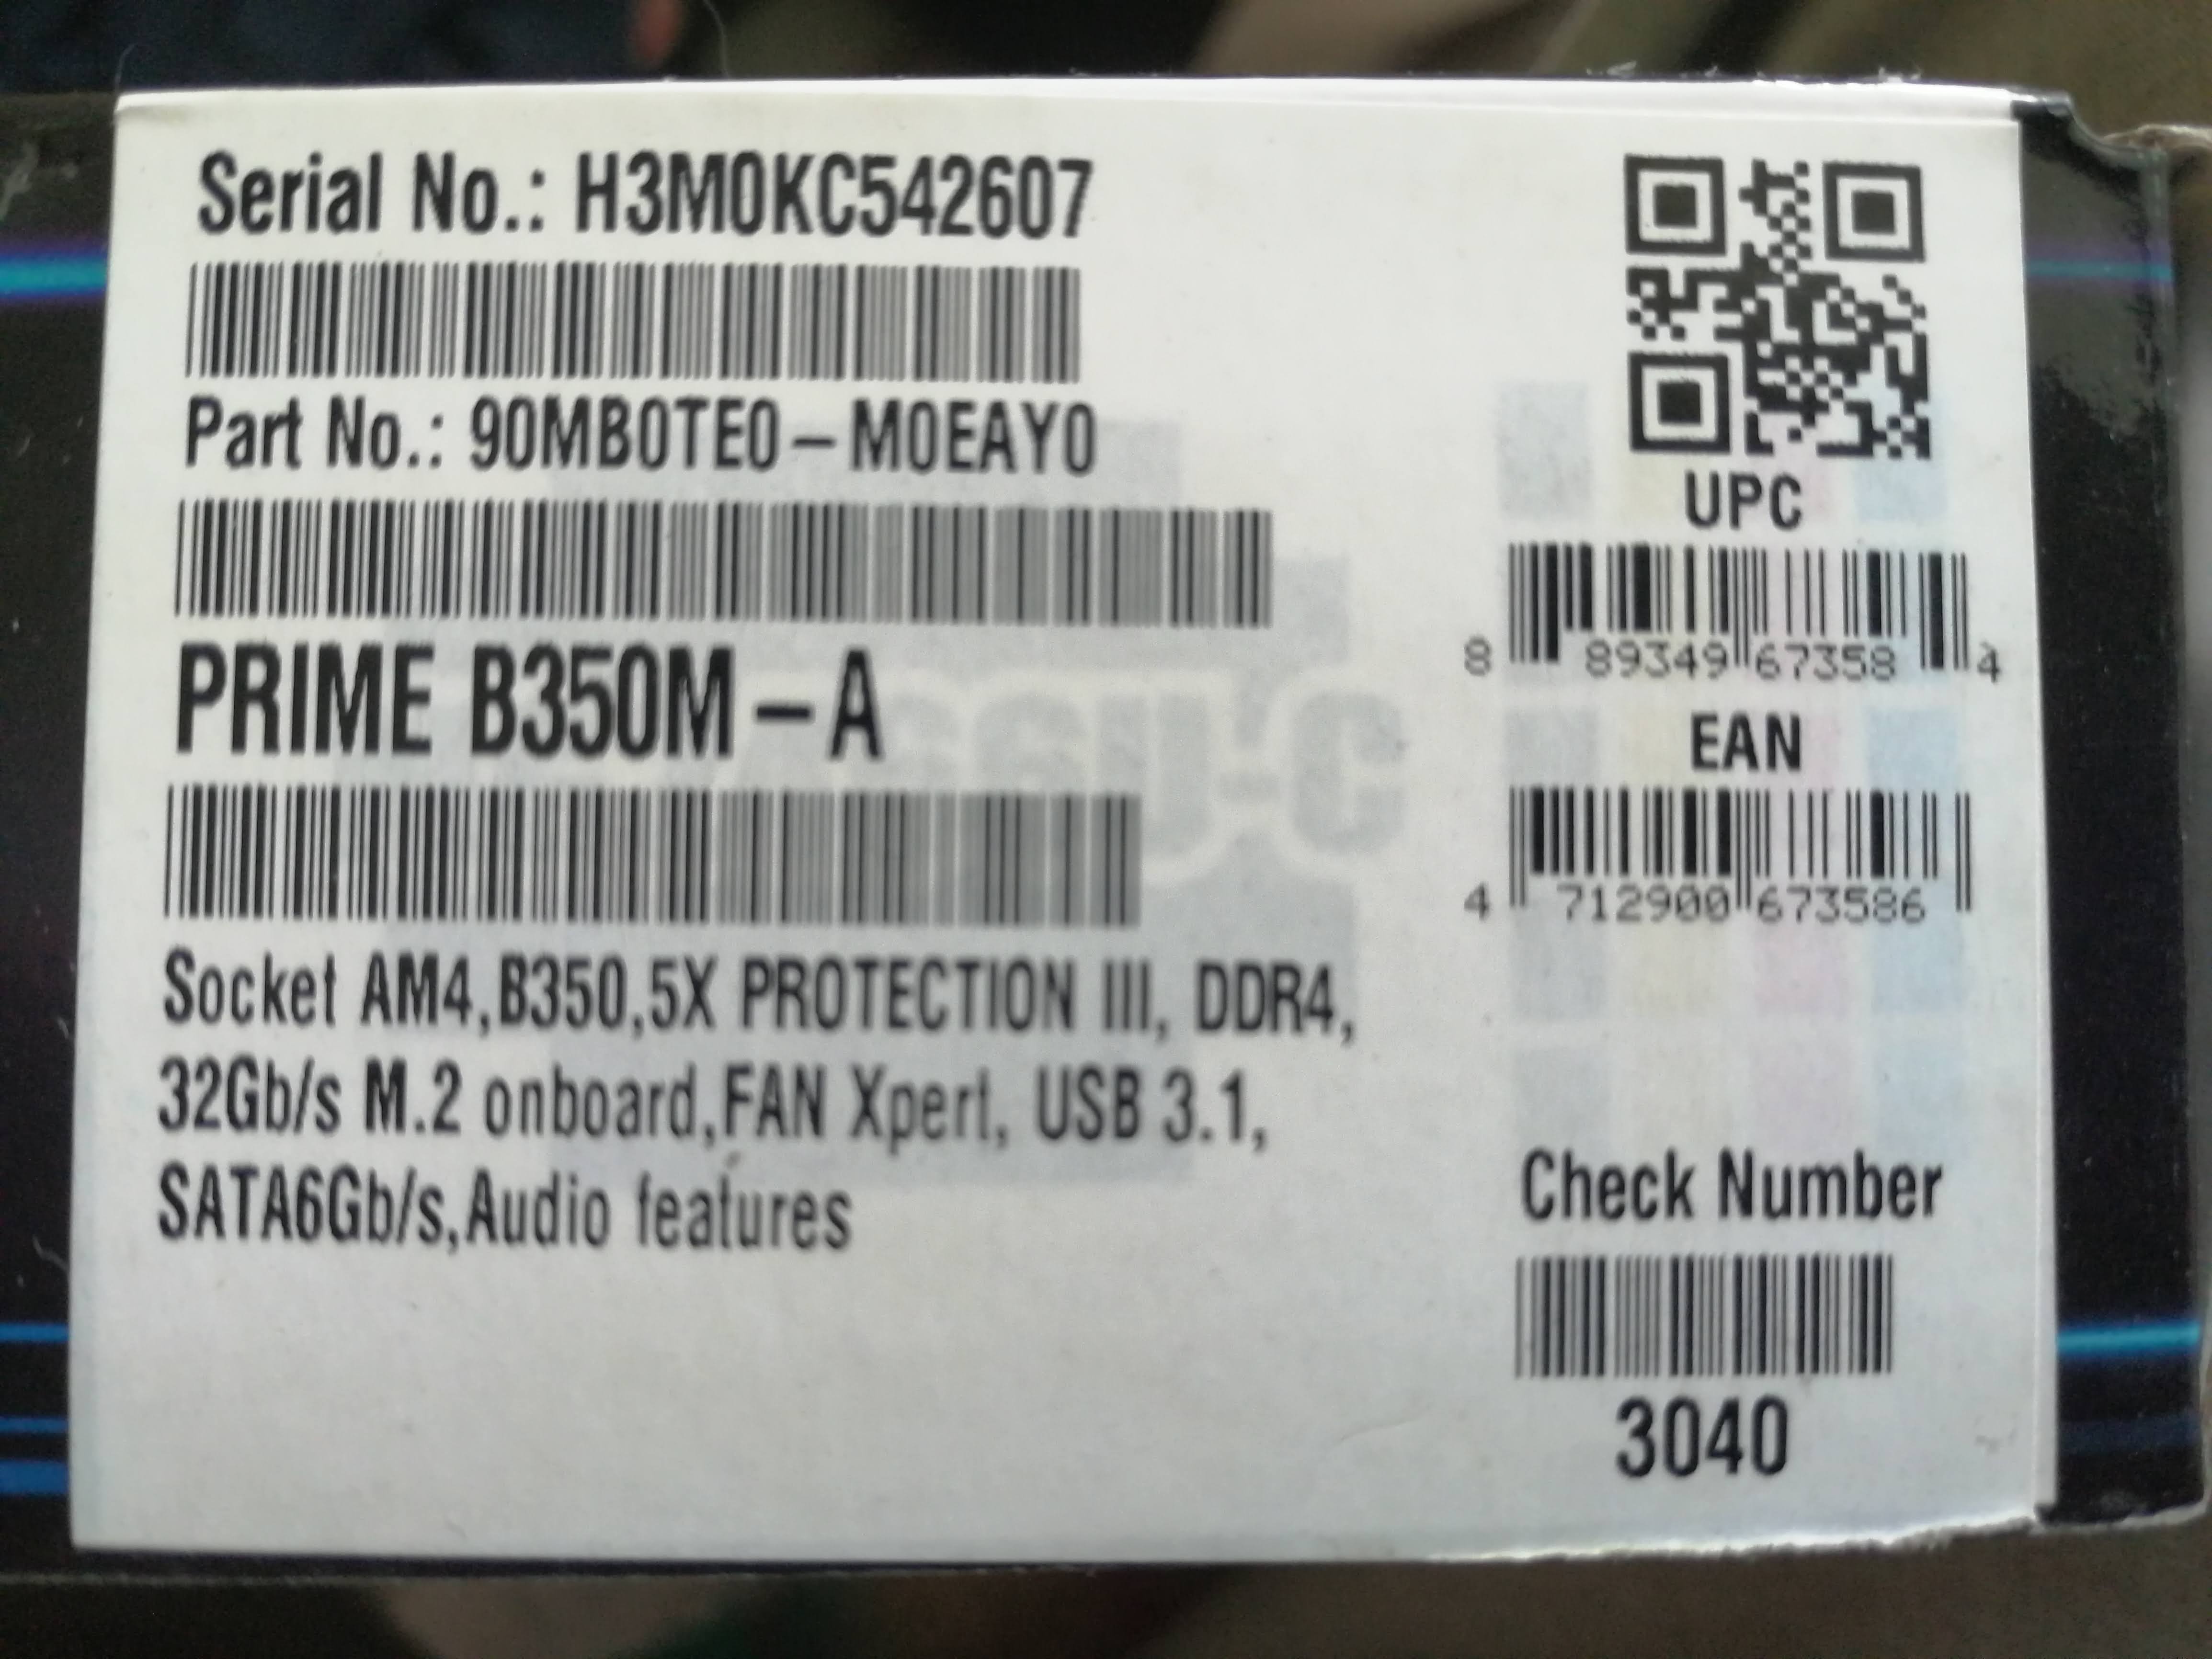 Serial No.: H3M0KC542607
Part No.: 90MB0TE0-M0EAY0
PRIME B350M-A
Socket AM4,B350,5X PROTECTION III, DDR4,
32Gb/s M.2 onboard,FAN Xpert, USB 3.1,
SATA6Gb/s,Audio features
UPC
8 89349 67358 4
EAN
4 712900 673586
Check Number
3040